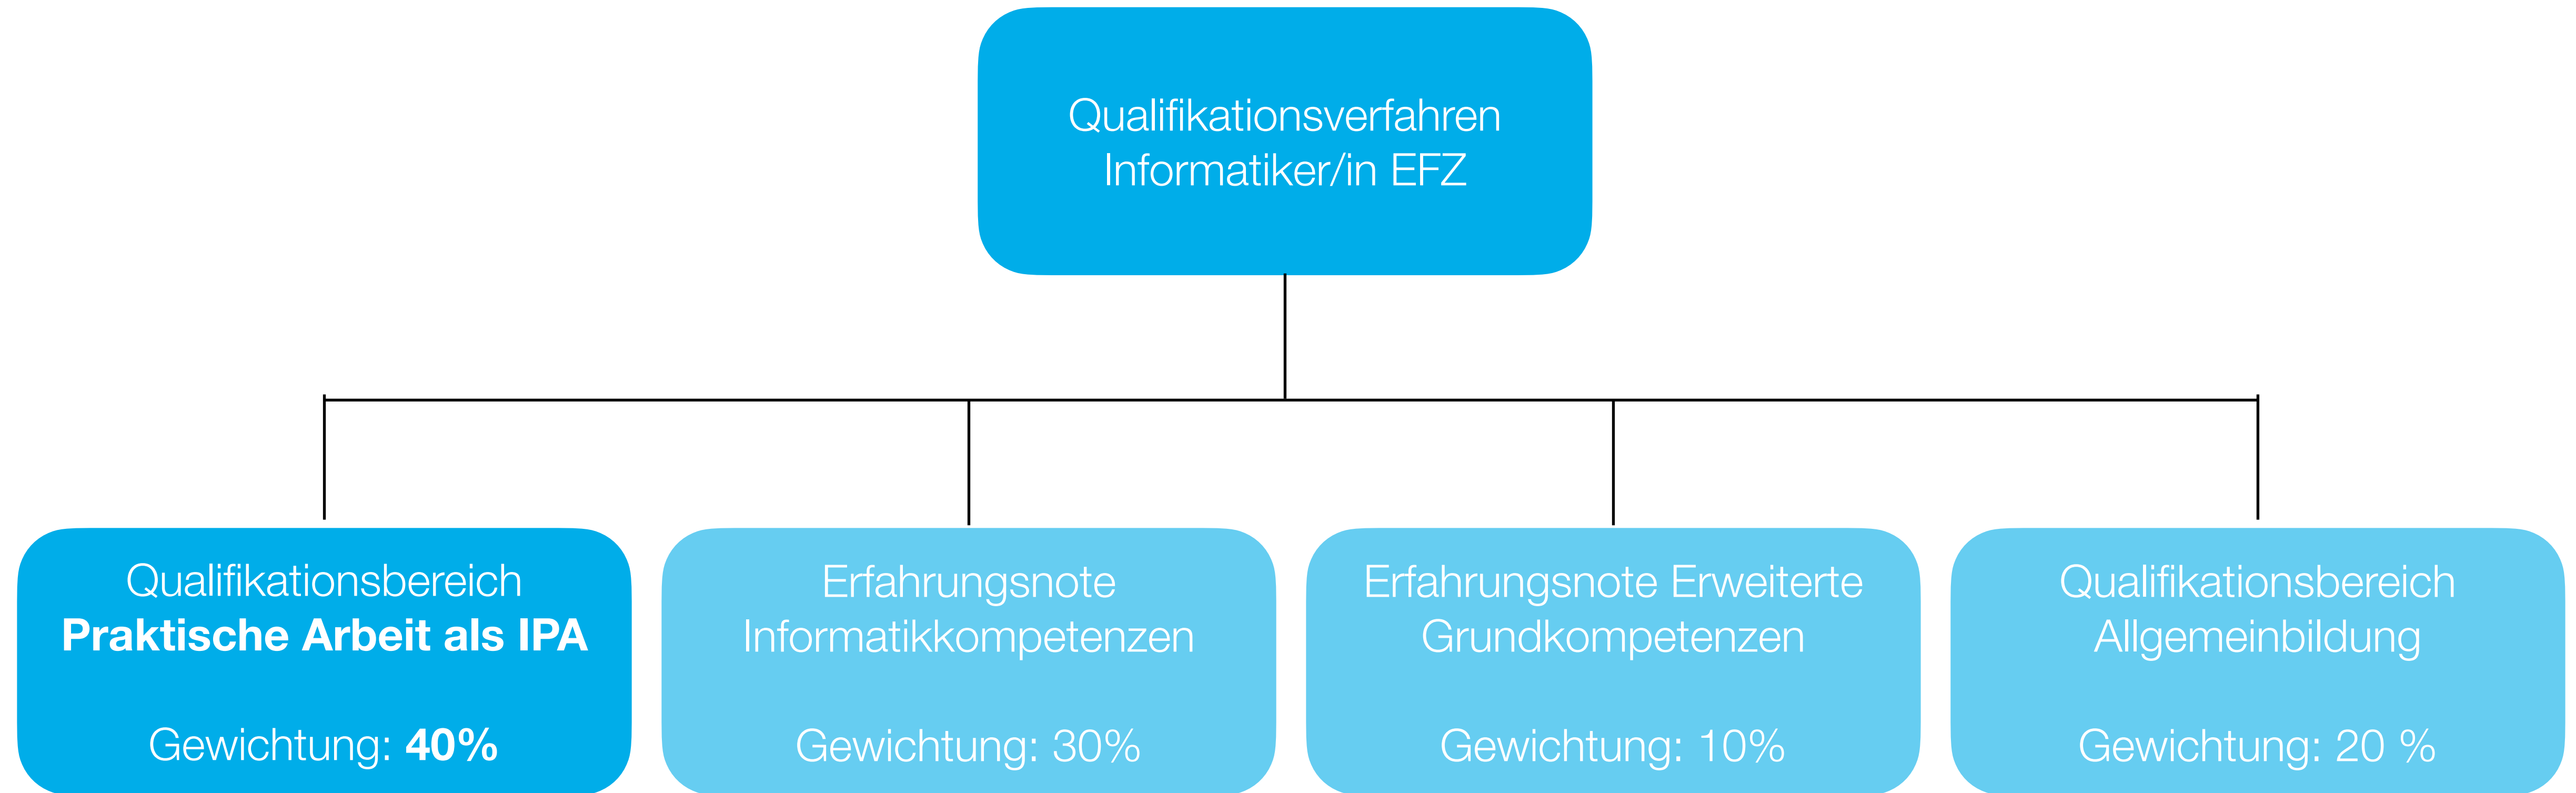 Qualifikationsverfahren
Informatiker/in EFZ
Qualifikationsbereich
Praktische Arbeit als IPA
Gewichtung: 40%
Erfahrungsnote
Informatikkompetenzen
Gewichtung: 30%
Erfahrungsnote Erweiterte
Grundkompetenzen
Gewichtung: 10%
Qualifikationsbereich
Allgemeinbildung
Gewichtung: 20 %